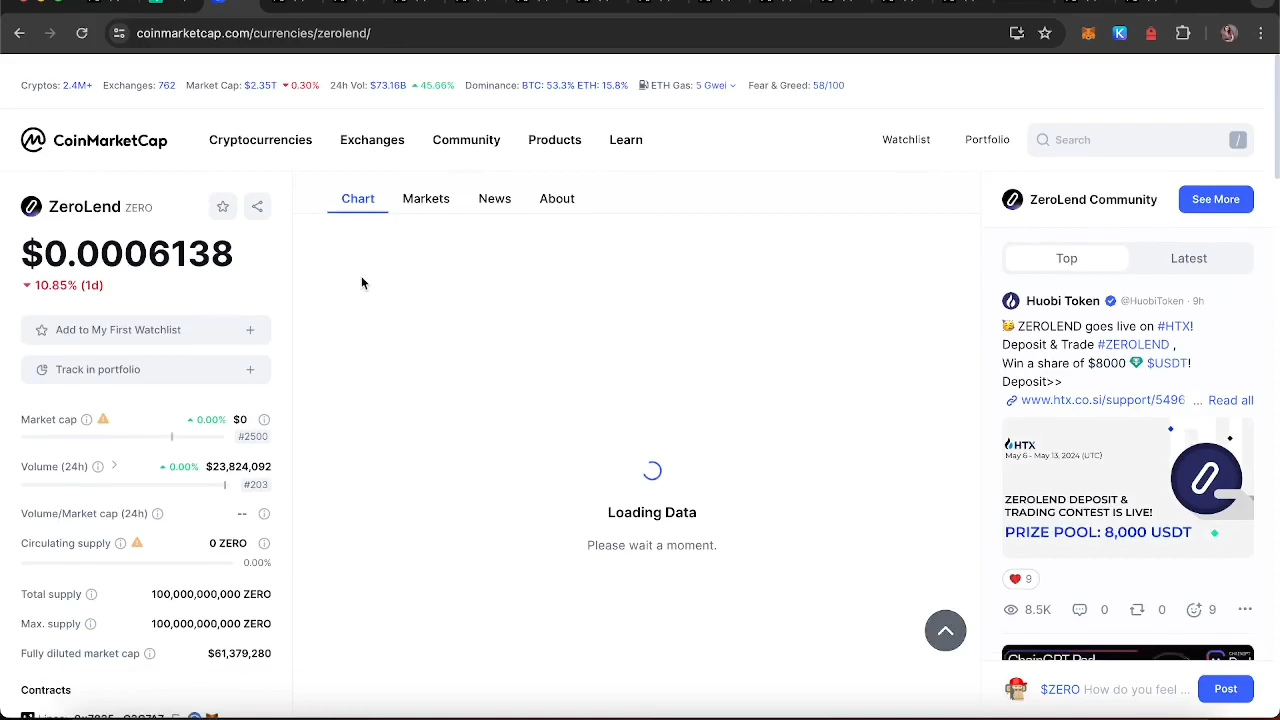 coinmarketcap.com/currencies/zerolend/
Cryptos: 2.4M+ Exchanges: 762 Market Cap: $2.35T 0.30% 24h Vol: $73.16B 45.66% Dominance: BTC: 53.3% ETH: 15.8% ETH Gas: 5 Gwei Fear & Greed: 58/100
CoinMarketCap Cryptocurrencies Exchanges Community Products Learn Watchlist Portfolio Search /
ZeroLend ZERO
$0.0006138
10.85% (1d)
Add to My First Watchlist +
Track in portfolio +
Market cap 0.00% $0
#2500
Volume (24h) 0.00% $23,824,092
#203
Volume/Market cap (24h) --
Circulating supply 0 ZERO
0.00%
Total supply 100,000,000,000 ZERO
Max. supply 100,000,000,000 ZERO
Fully diluted market cap $61,379,280
Contracts
Chart Markets News About
Loading Data
Please wait a moment.
ZeroLend Community See More
Top Latest
Huobi Token @HuobiToken · 9h
ZEROLEND goes live on #HTX!
Deposit & Trade #ZEROLEND ,
Win a share of $8000 $USDT!
Deposit>>
www.htx.co.si/support/5496 ... Read all
HTX
May 6 - May 13, 2024 (UTC)
ZEROLEND DEPOSIT &
TRADING CONTEST IS LIVE!
PRIZE POOL: 8,000 USDT
9
8.5K 0 0 9
ChainGPT Pad
$ZERO How do you feel ... Post